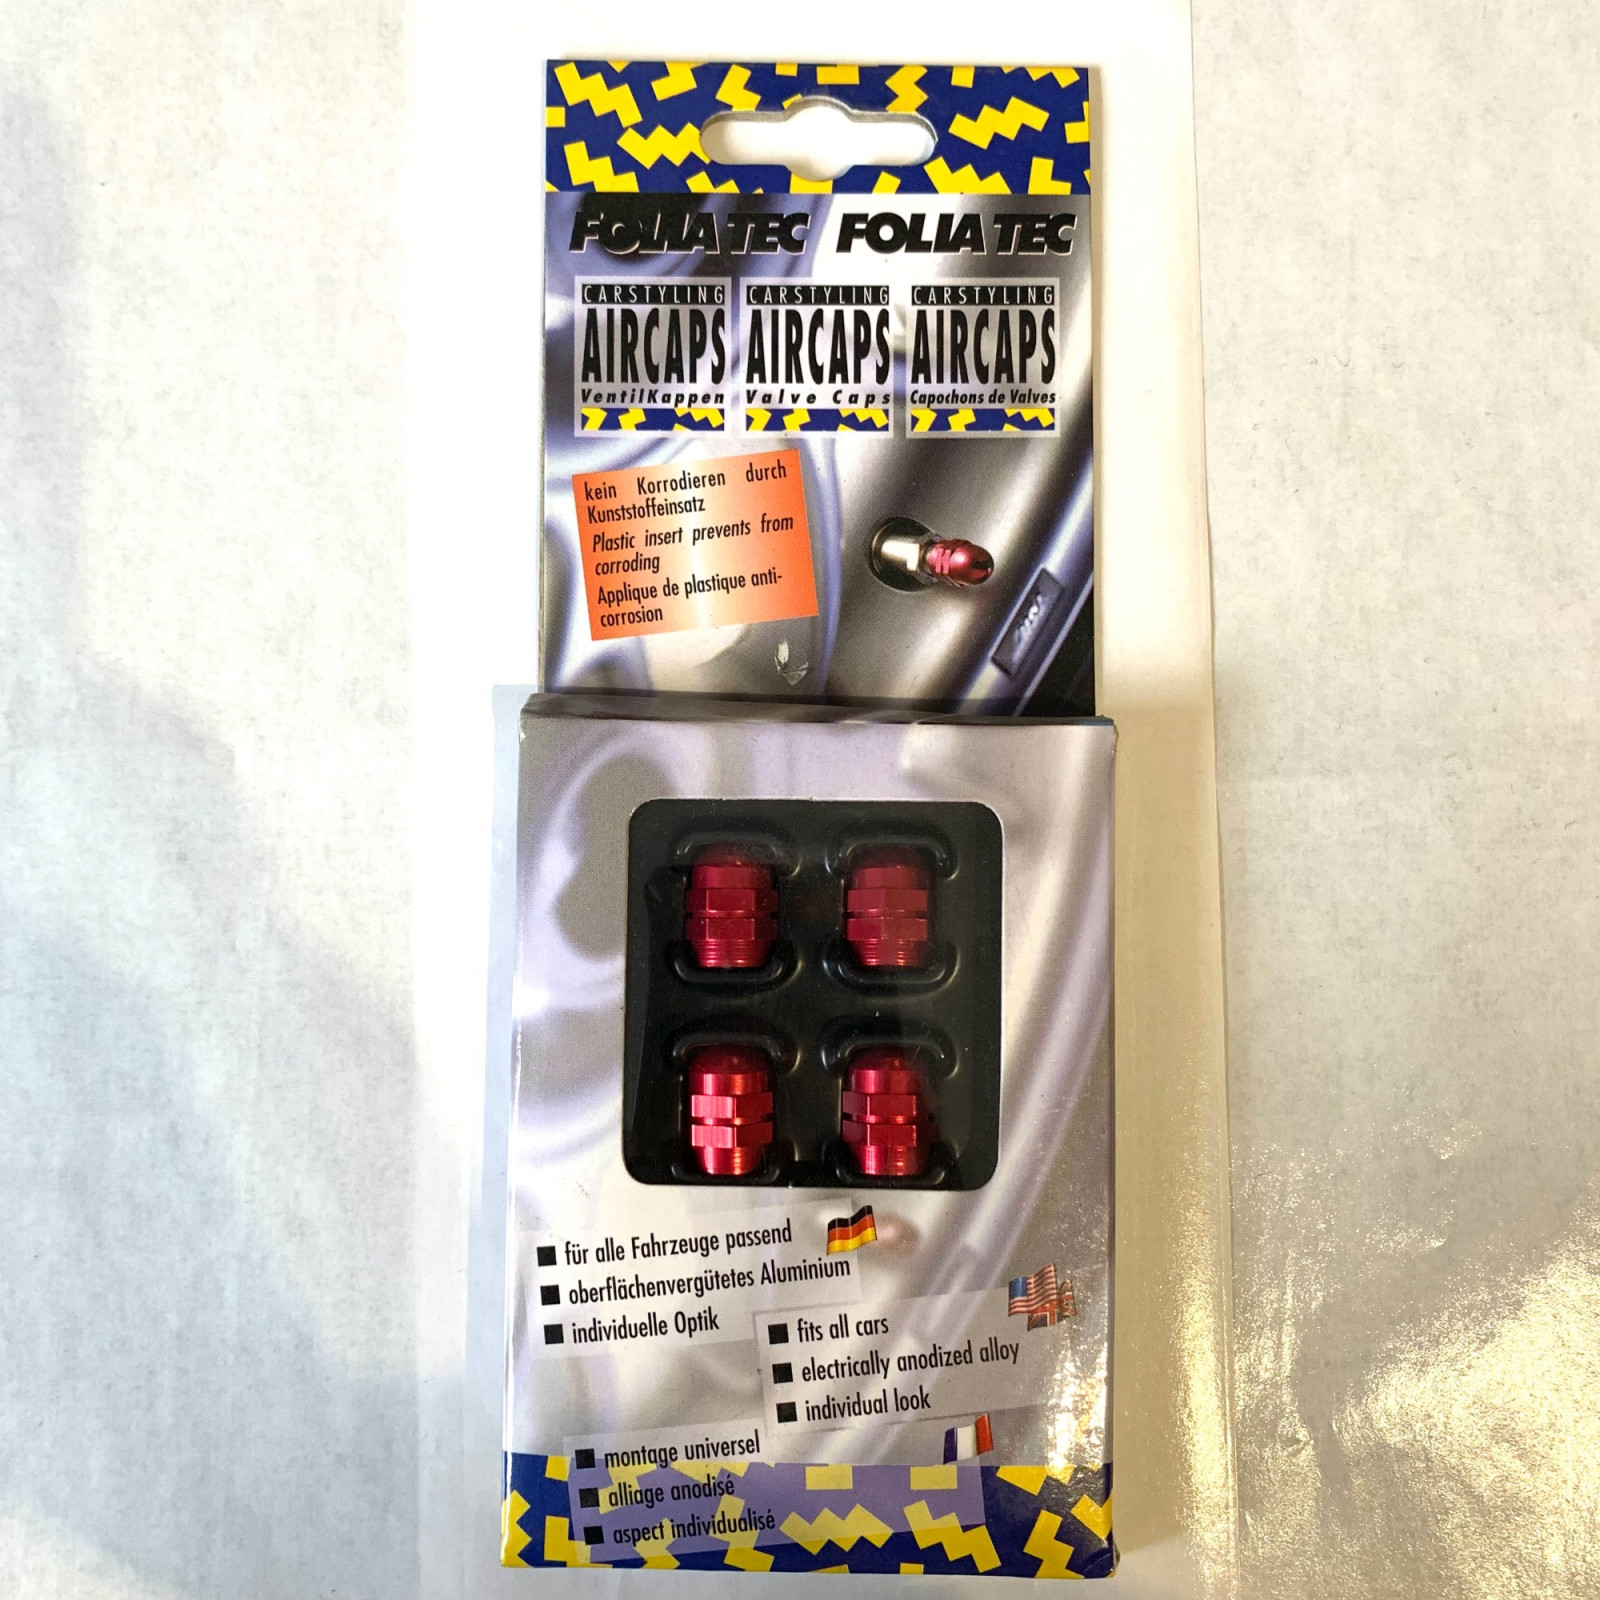 FOLIATEC FOLIATEC
CARSTYLING CARSTYLING CARSTYLING
AIRCAPS AIRCAPS AIRCAPS
VentilKappen Valve Caps Capochons de Valves
kein Korrodieren durch
Kunststoffeinsatz
Plastic insert prevents from
corroding
Applique de plastique anti-
corrosion
für alle Fahrzeuge passend
oberflächenvergütetes Aluminium
individuelle Optik
fits all cars
electrically anodized alloy
individual look
montage universel
alliage anodisé
aspect individualisé